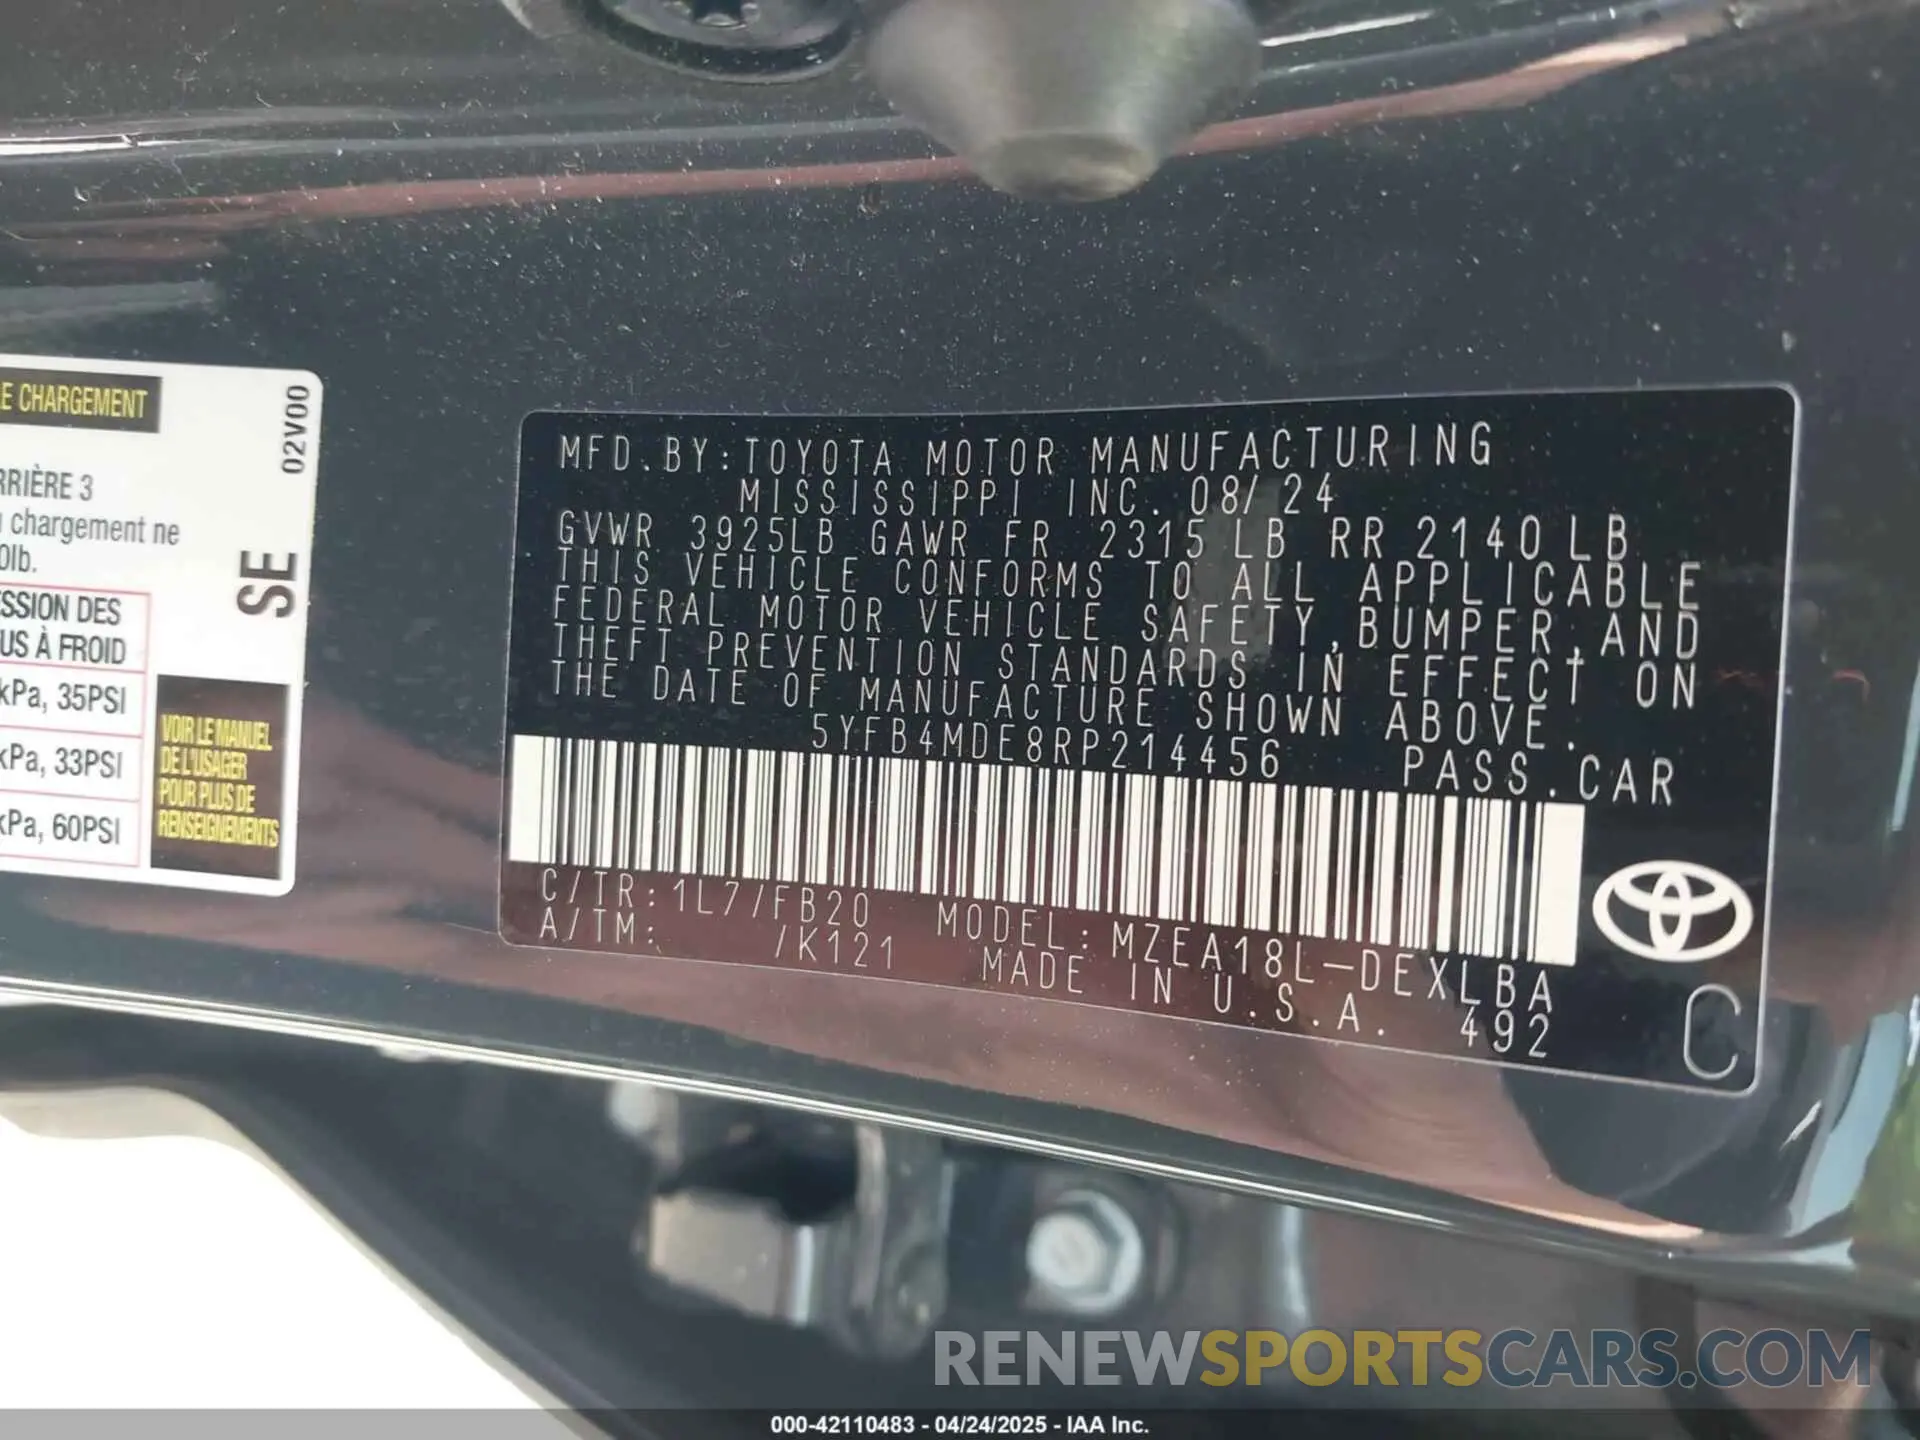 E CHARGEMENT
02V00
RRIÈRE 3
chargement ne
0lb.
SE
SSION DES
US À FROID
kPa, 35PSI
kPa, 33PSI
kPa, 60PSI
VOIR LE MANUEL
DE L'USAGER
POUR PLUS DE
RENSEIGNEMENTS
MFD.BY:TOYOTA MOTOR MANUFACTURING
MISSISSIPPI INC. 08/24
GVWR 3925LB GAWR FR 2315LB RR 2140LB
THIS VEHICLE CONFORMS TO ALL APPLICABLE
FEDERAL MOTOR VEHICLE SAFETY,BUMPER,AND
THEFT PREVENTION STANDARDS IN EFFECT ON
THE DATE OF MANUFACTURE SHOWN ABOVE.
5YFB4MDE8RP214456 PASS.CAR
C/TR:1L7/FB20 MODEL:MZEA18L-DEXLBA
A/TM: /K121 MADE IN U.S.A. 492
C
RENEWSPORTSCARS.COM
000-42110483 - 04/24/2025 - IAA Inc.